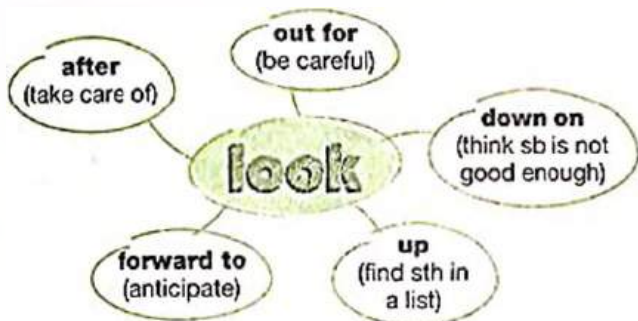 out for
(be careful)
after
(take care of)
down on
(think sb is not
good enough)
look
forward to
(anticipate)
up
(find sth in
a list)